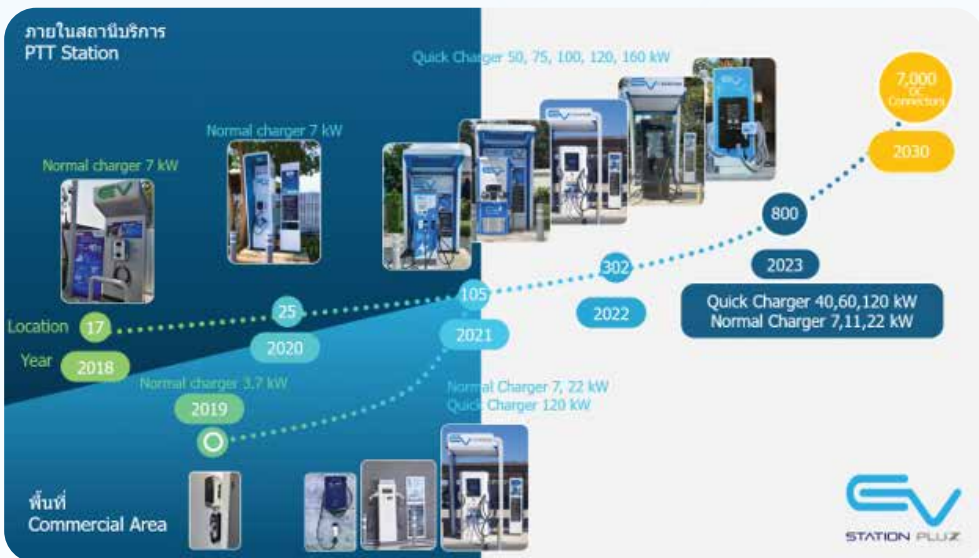 ภายในสถานีบริการ
PTT Station
Quick Charger 50, 75, 100, 120, 160 kW
7,000
DC
Connectors
2030
Normal charger 7 kW
Normal charger 7 kW
800
2023
Quick Charger 40,60,120 kW
Normal Charger 7,11,22 kW
302
2022
105
2021
25
2020
Location 17
Year 2018
Normal charger 3.7 kW
2019
Normal Charger 7, 22 kW
Quick Charger 120 kW
พื้นที่
Commercial Area
EV
STATION PLUZ